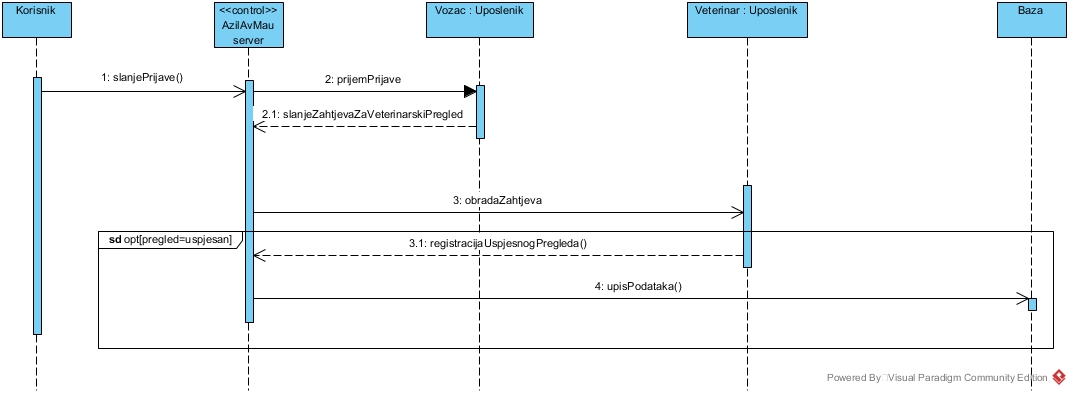 Korisnik
<<control>>
AzilAvMau
server
Vozac : Uposlenik
Veterinar : Uposlenik
Baza
1: slanjePrijave()
2: prijemPrijave
2.1: slanjeZahtjevaZaVeterinarskiPregled
3: obradaZahtjeva
sd opt[pregled=uspjesan]
3.1: registracijaUspjesnogPregleda()
4: upisPodataka()
Powered By Visual Paradigm Community Edition